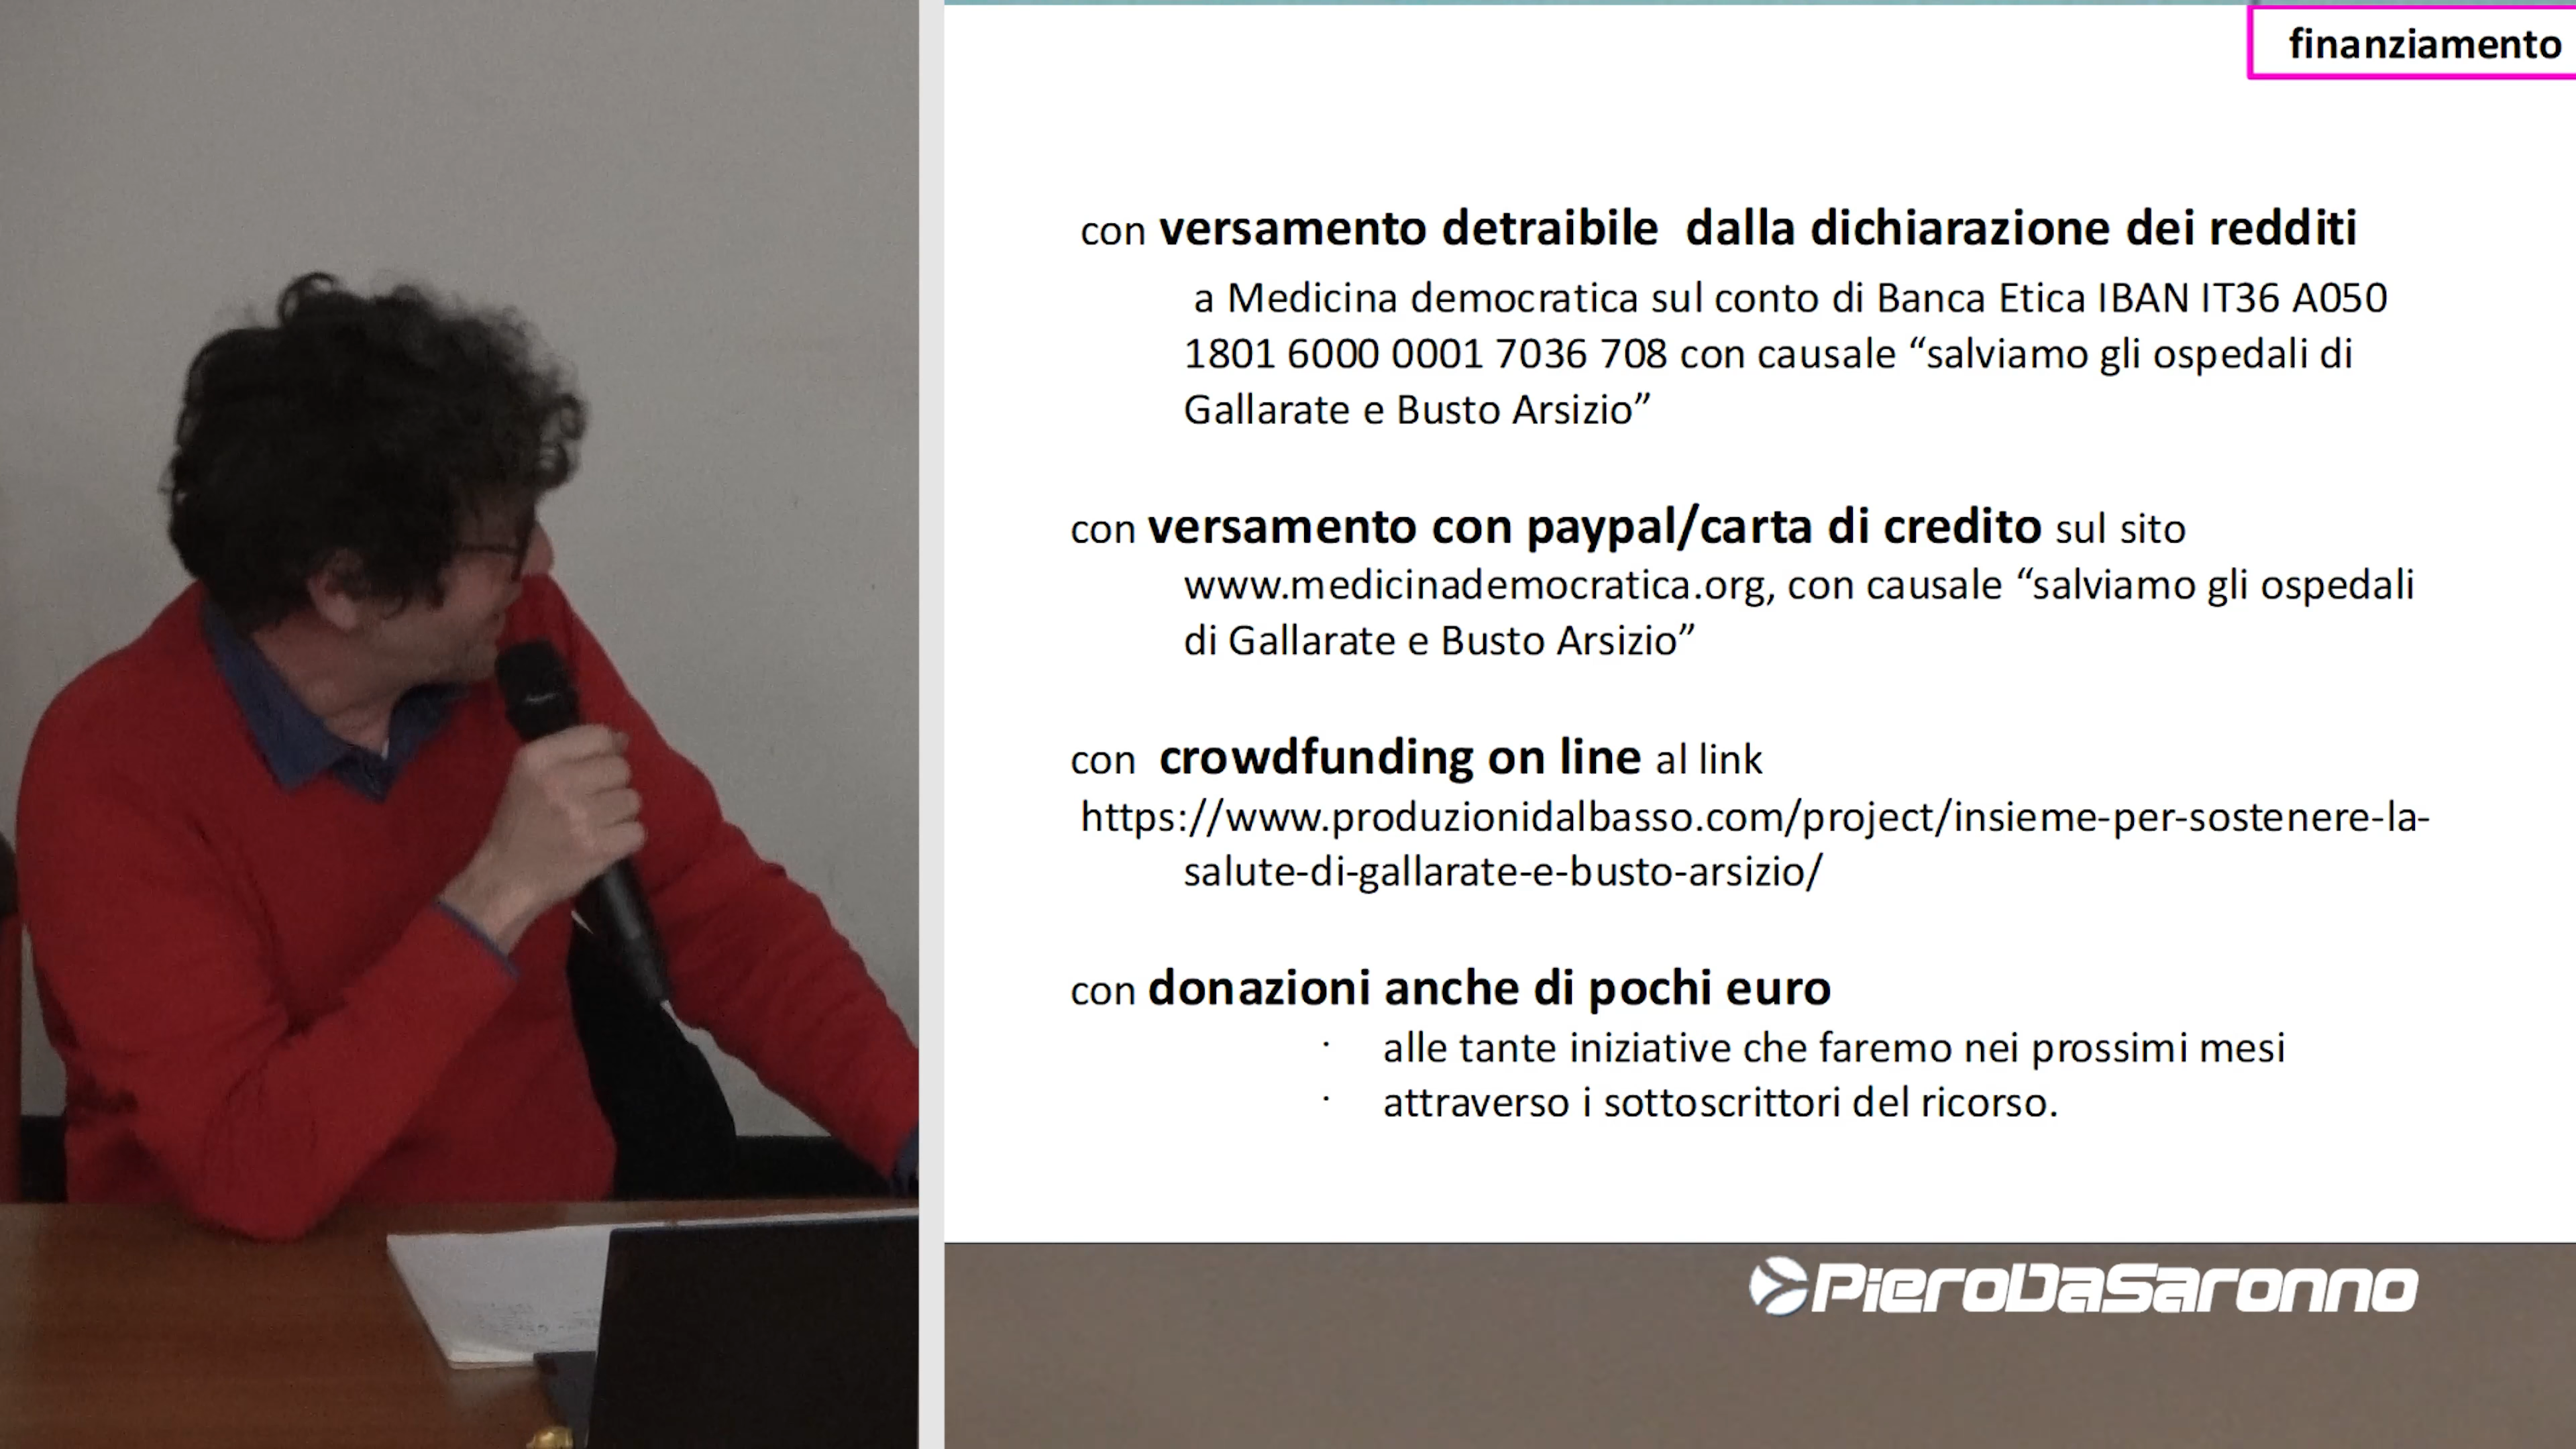 finanziamento
con versamento detraibile dalla dichiarazione dei redditi
a Medicina democratica sul conto di Banca Etica IBAN IT36 A050
1801 6000 0001 7036 708 con causale “salviamo gli ospedali di
Gallarate e Busto Arsizio”
con versamento con paypal/carta di credito sul sito
www.medicinademocratica.org, con causale “salviamo gli ospedali
di Gallarate e Busto Arsizio”
con crowdfunding on line al link
https://www.produzionidalbasso.com/project/insieme-per-sostenere-la-
salute-di-gallarate-e-busto-arsizio/
con donazioni anche di pochi euro
· alle tante iniziative che faremo nei prossimi mesi
· attraverso i sottoscrittori del ricorso.
PieroDaSaronno